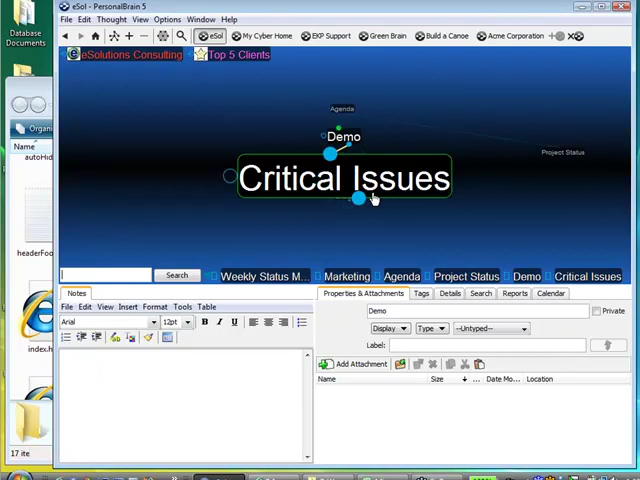 Database
Documents
eSol - PersonalBrain 5
File Edit Thought View Options Window Help
eSol My Cyber Home EKP Support Green Brain Build a Canoe Acme Corporation
eSolutions Consulting Top 5 Clients
Agenda
Demo
Project Status
Critical Issues
Organi
Name
autoHid
headerFoo
index.h
17 ite
Search
Weekly Status M... Marketing Agenda Project Status Demo Critical Issues
Notes
File Edit View Insert Format Tools Table
Arial 12pt B I U
Properties & Attachments Tags Details Search Reports Calendar
Demo Private
Display Type --Untyped--
Label:
Add Attachment
Name Size ... Date Mo... Location